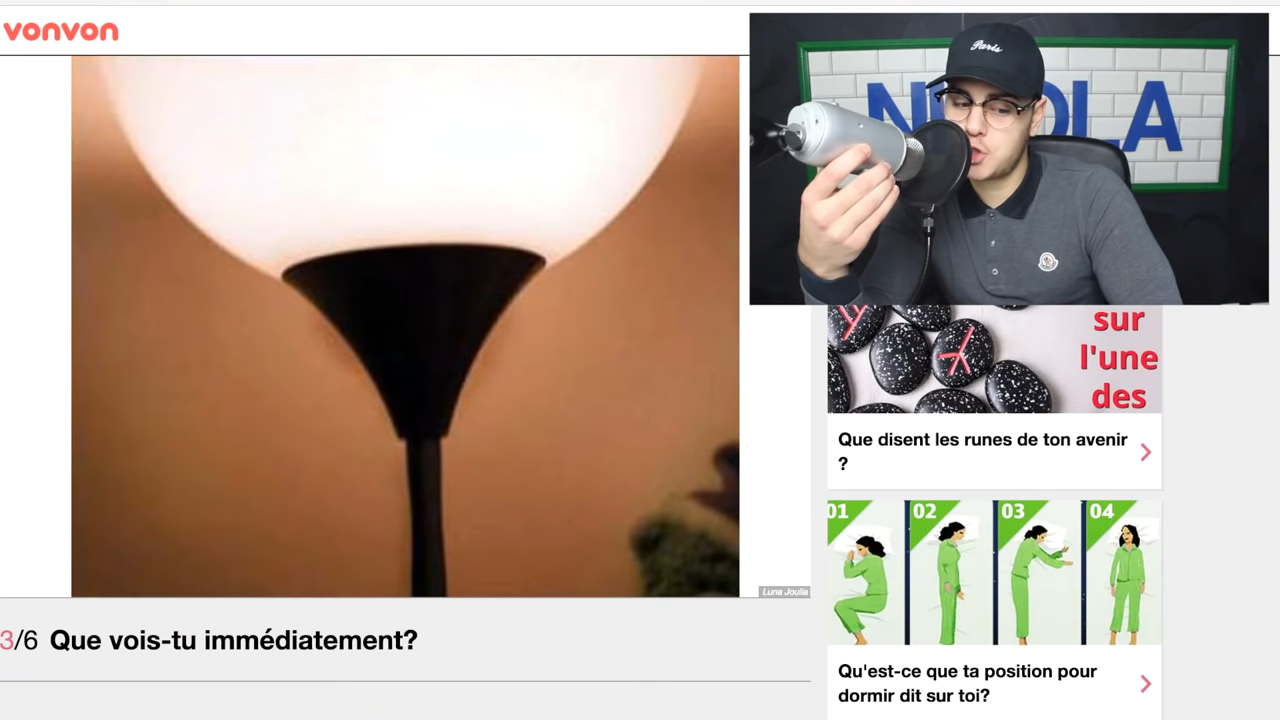 vonvon
Paris
sur
l'une
des
Que disent les runes de ton avenir
?
01 02 03 04
Luna Joulia
3/6 Que vois-tu immédiatement?
Qu'est-ce que ta position pour
dormir dit sur toi?